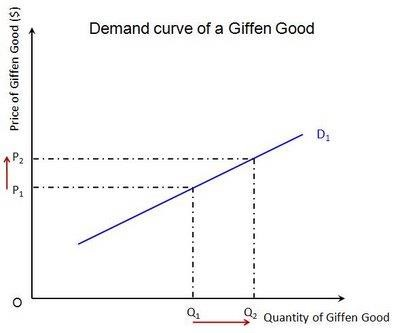 Demand curve of a Giffen Good
Price of Giffen Good ($)
D₁
P₂
P₁
O
Q₁
Q₂
Quantity of Giffen Good